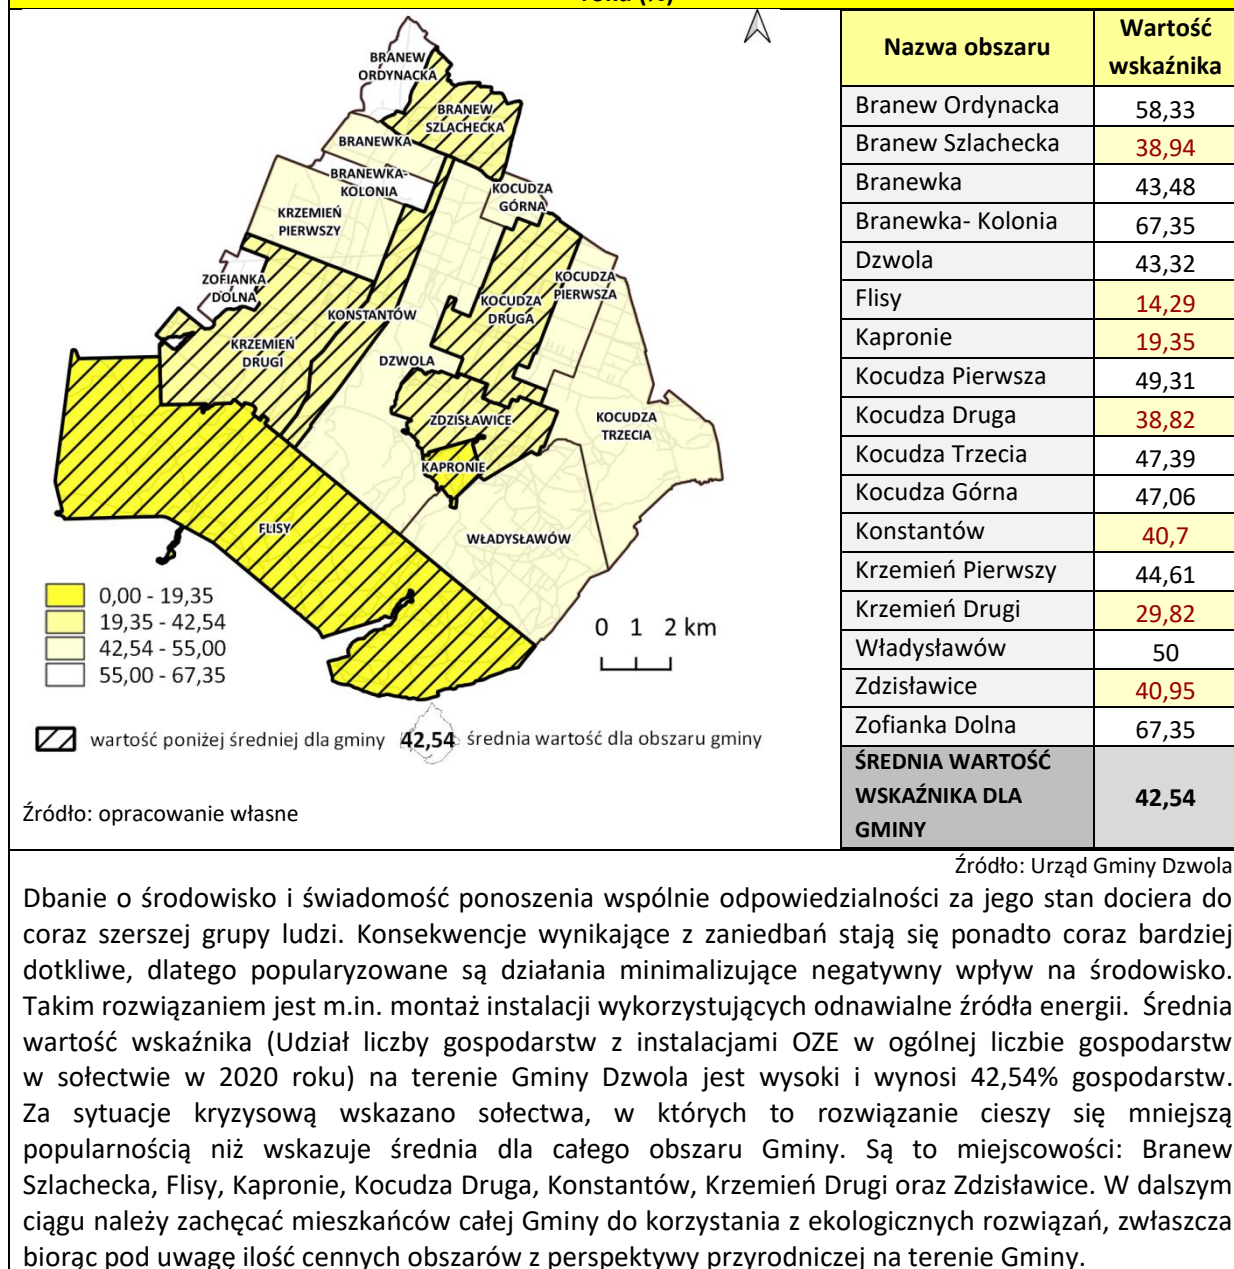 roku (%)
BRANEW
ORDYNACKA
BRANEW
SZLACHECKA
BRANEWKA
BRANEWKA-
KOLONIA
KOCUDZA
GÓRNA
KRZEMIEŃ
PIERWSZY
ZOFIANKA
DOLNA
KOCUDZA
PIERWSZA
KOCUDZA
DRUGA
KONSTANTÓW
KRZEMIEŃ
DRUGI
DZWOLA
ZDZISŁAWICE
KOCUDZA
TRZECIA
KAPRONIE
FLISY
WŁADYSŁAWÓW
0,00 - 19,35
19,35 - 42,54
42,54 - 55,00
55,00 - 67,35
0 1 2 km
wartość poniżej średniej dla gminy 42,54 średnia wartość dla obszaru gminy
Źródło: opracowanie własne
Nazwa obszaru Wartość wskaźnika
Branew Ordynacka 58,33
Branew Szlachecka 38,94
Branewka 43,48
Branewka- Kolonia 67,35
Dzwola 43,32
Flisy 14,29
Kapronie 19,35
Kocudza Pierwsza 49,31
Kocudza Druga 38,82
Kocudza Trzecia 47,39
Kocudza Górna 47,06
Konstantów 40,7
Krzemień Pierwszy 44,61
Krzemień Drugi 29,82
Władysławów 50
Zdzisławice 40,95
Zofianka Dolna 67,35
ŚREDNIA WARTOŚĆ
WSKAŹNIKA DLA 42,54
GMINY
Źródło: Urząd Gminy Dzwola
Dbanie o środowisko i świadomość ponoszenia wspólnie odpowiedzialności za jego stan dociera do
coraz szerszej grupy ludzi. Konsekwencje wynikające z zaniedbań stają się ponadto coraz bardziej
dotkliwe, dlatego popularyzowane są działania minimalizujące negatywny wpływ na środowisko.
Takim rozwiązaniem jest m.in. montaż instalacji wykorzystujących odnawialne źródła energii. Średnia
wartość wskaźnika (Udział liczby gospodarstw z instalacjami OZE w ogólnej liczbie gospodarstw
w sołectwie w 2020 roku) na terenie Gminy Dzwola jest wysoki i wynosi 42,54% gospodarstw.
Za sytuacje kryzysową wskazano sołectwa, w których to rozwiązanie cieszy się mniejszą
popularnością niż wskazuje średnia dla całego obszaru Gminy. Są to miejscowości: Branew
Szlachecka, Flisy, Kapronie, Kocudza Druga, Konstantów, Krzemień Drugi oraz Zdzisławice. W dalszym
ciągu należy zachęcać mieszkańców całej Gminy do korzystania z ekologicznych rozwiązań, zwłaszcza
biorąc pod uwagę ilość cennych obszarów z perspektywy przyrodniczej na terenie Gminy.